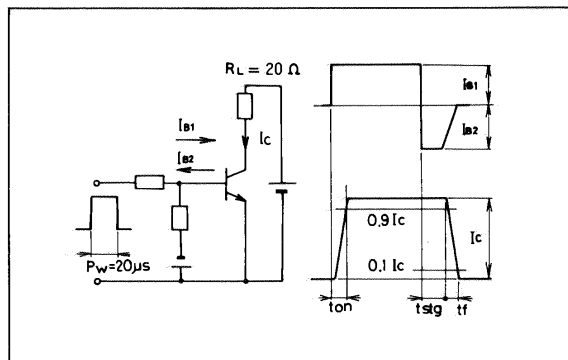 RL = 20 Ω
IB1
IB2
Ic
PW=20µs
IB1
IB2
0.9 Ic
0.1 Ic
Ic
ton
tstg
tf